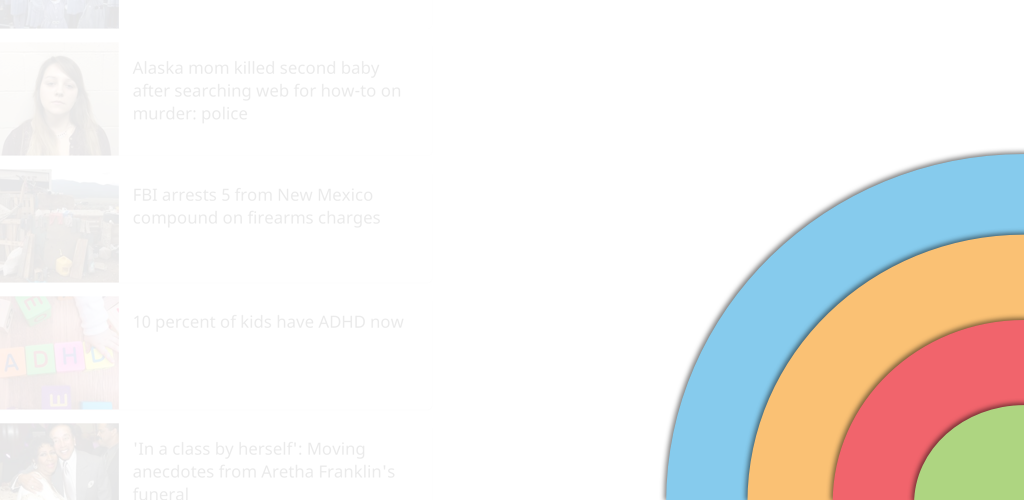 Alaska mom killed second baby
after searching web for how-to on
murder: police
FBI arrests 5 from New Mexico
compound on firearms charges
10 percent of kids have ADHD now
A D H D
E
'In a class by herself': Moving
anecdotes from Aretha Franklin's
funeral